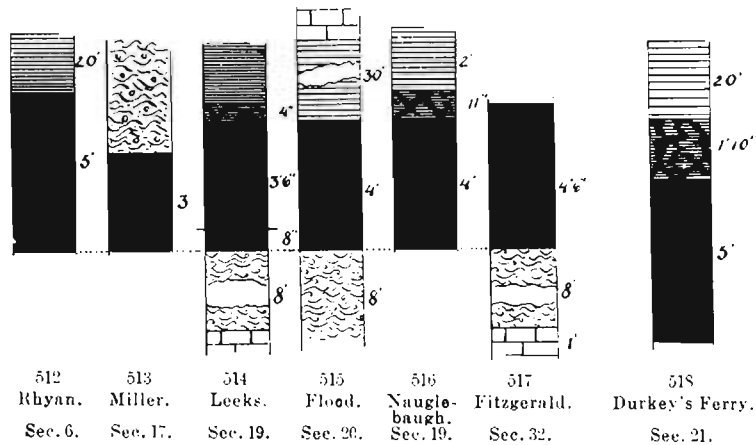 20'
5'
3
4"
3'6"
8"
8'
30'
4'
8'
2'
11"
4'
4'6"
8'
1'
20'
1'10"
5'
512
Rhyan.
Sec. 6.
513
Miller.
Sec. 17.
514
Leeks.
Sec. 19.
515
Flood.
Sec. 20.
516
Naugle-
baugh.
Sec. 19.
517
Fitzgerald.
Sec. 32.
518
Durkey's Ferry.
Sec. 21.